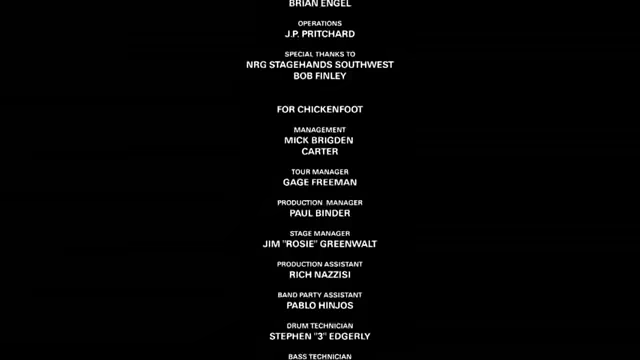 BRIAN ENGEL
OPERATIONS
J.P. PRITCHARD
SPECIAL THANKS TO
NRG STAGEHANDS SOUTHWEST
BOB FINLEY
FOR CHICKENFOOT
MANAGEMENT
MICK BRIGDEN
CARTER
TOUR MANAGER
GAGE FREEMAN
PRODUCTION MANAGER
PAUL BINDER
STAGE MANAGER
JIM "ROSIE" GREENWALT
PRODUCTION ASSISTANT
RICH NAZZISI
BAND PARTY ASSISTANT
PABLO HINJOS
DRUM TECHNICIAN
STEPHEN "3" EDGERLY
BASS TECHNICIAN